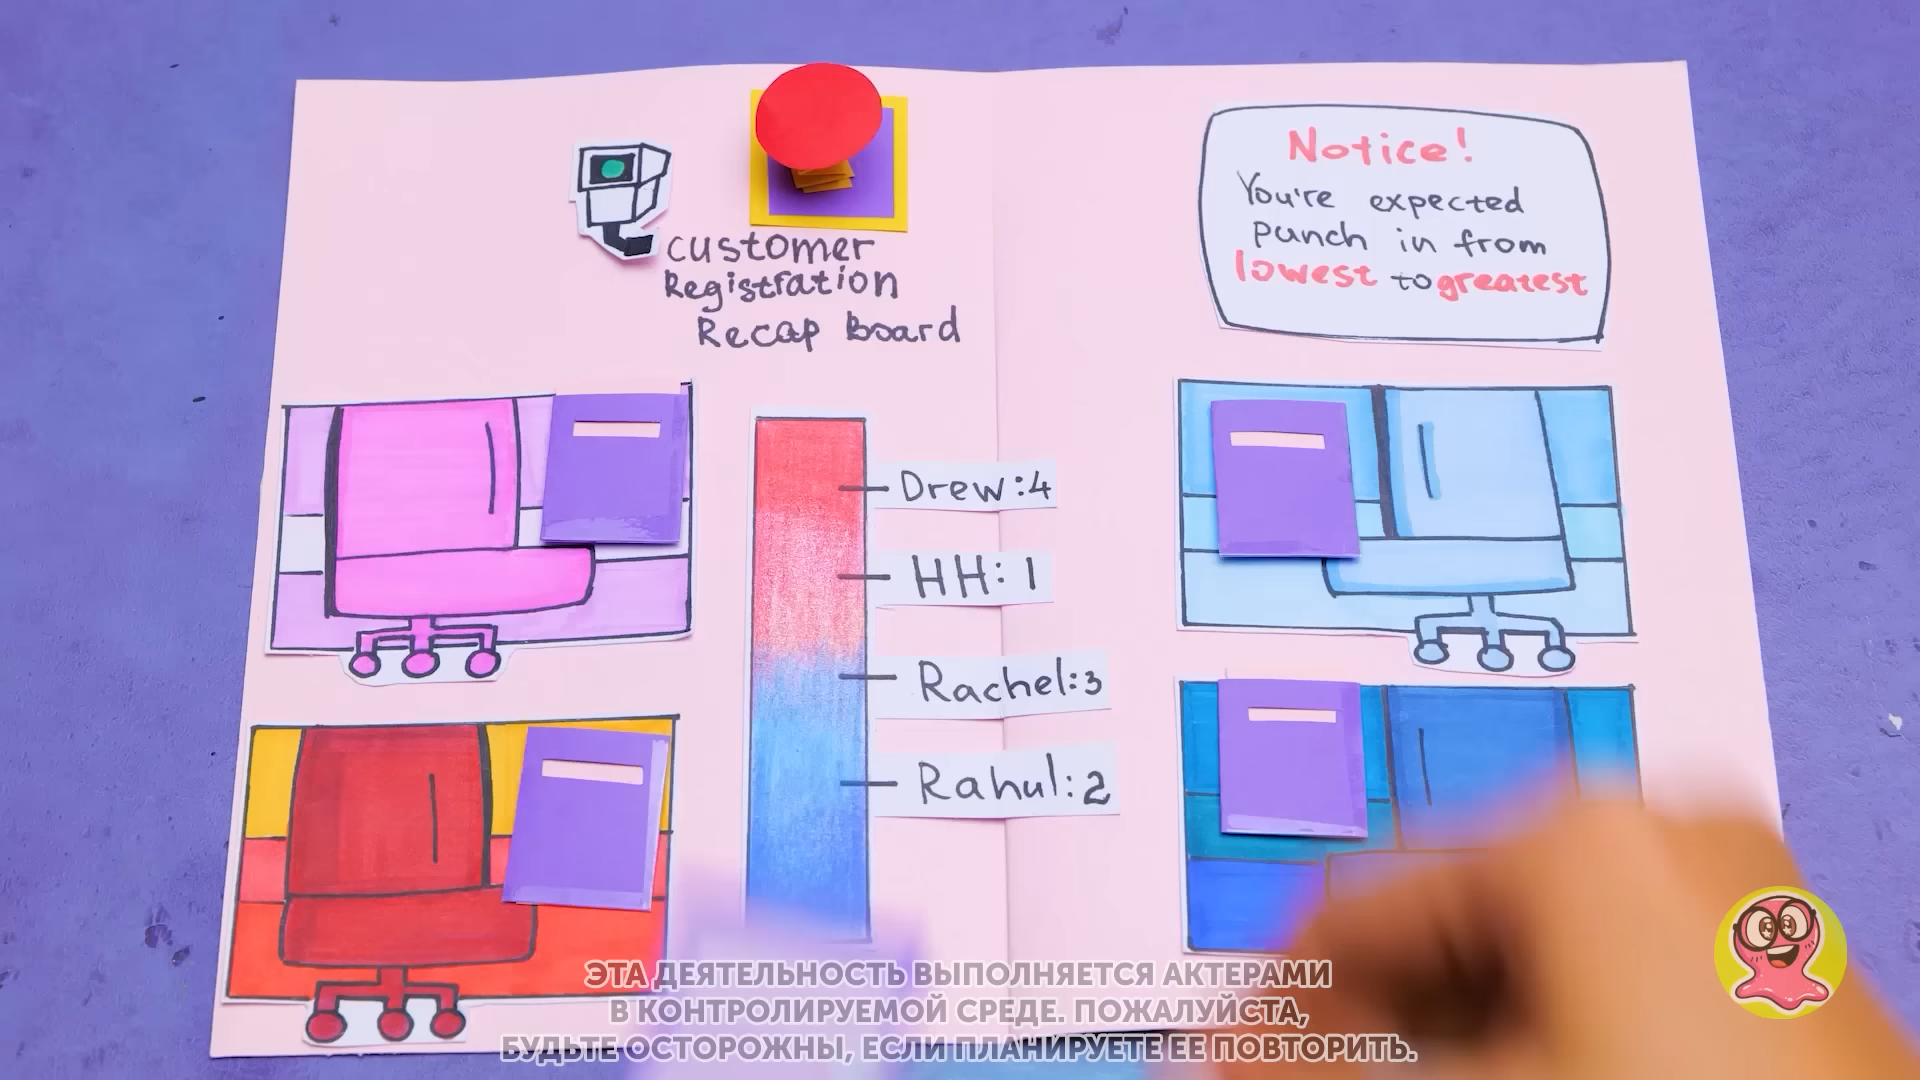 Notice!
You're expected
punch in from
lowest to greatest
customer
Registration
Recap board
Drew:4
HH:1
Rachel:3
Rahul:2
ЭТА ДЕЯТЕЛЬНОСТЬ ВЫПОЛНЯЕТСЯ АКТЕРАМИ
В КОНТРОЛИРУЕМОЙ СРЕДЕ. ПОЖАЛУЙСТА,
БУДЬТЕ ОСТОРОЖНЫ, ЕСЛИ ПЛАНИРУЕТЕ ЕЕ ПОВТОРИТЬ.